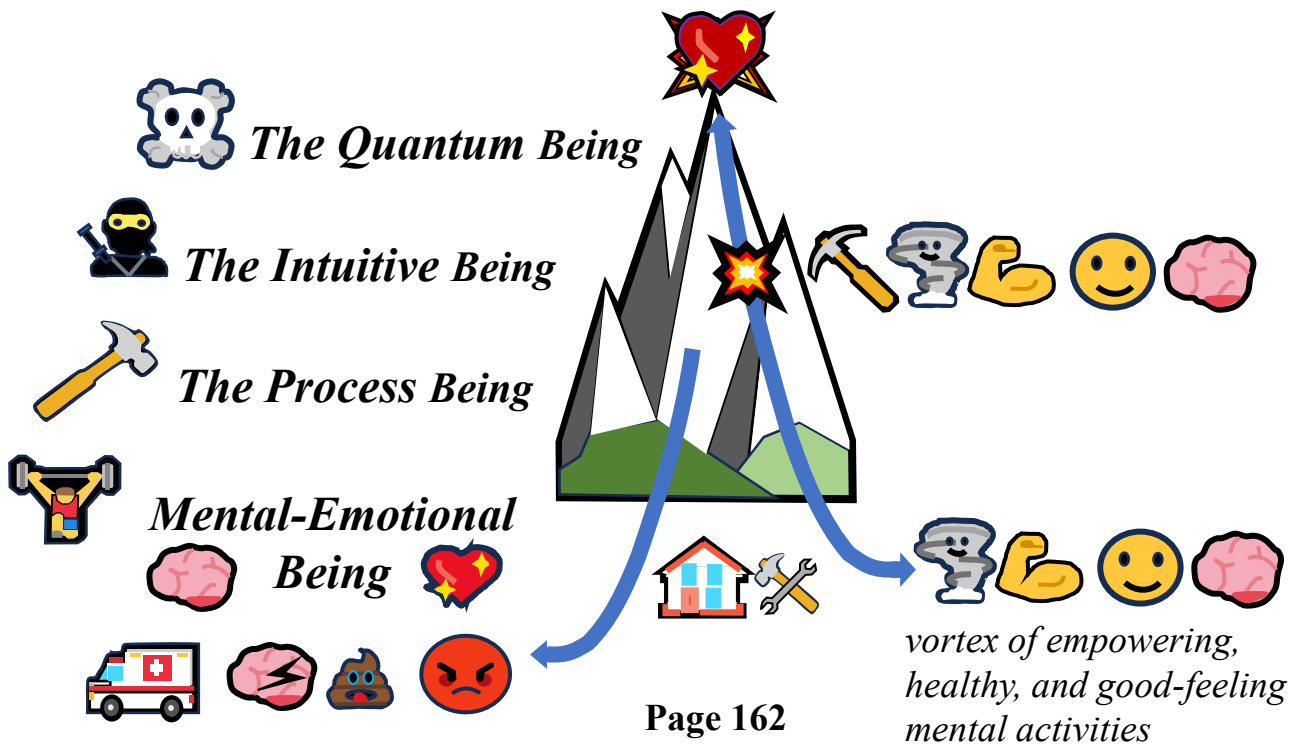 The Quantum Being
The Intuitive Being
The Process Being
Mental-Emotional
Being
vortex of empowering,
healthy, and good-feeling
mental activities
Page 162